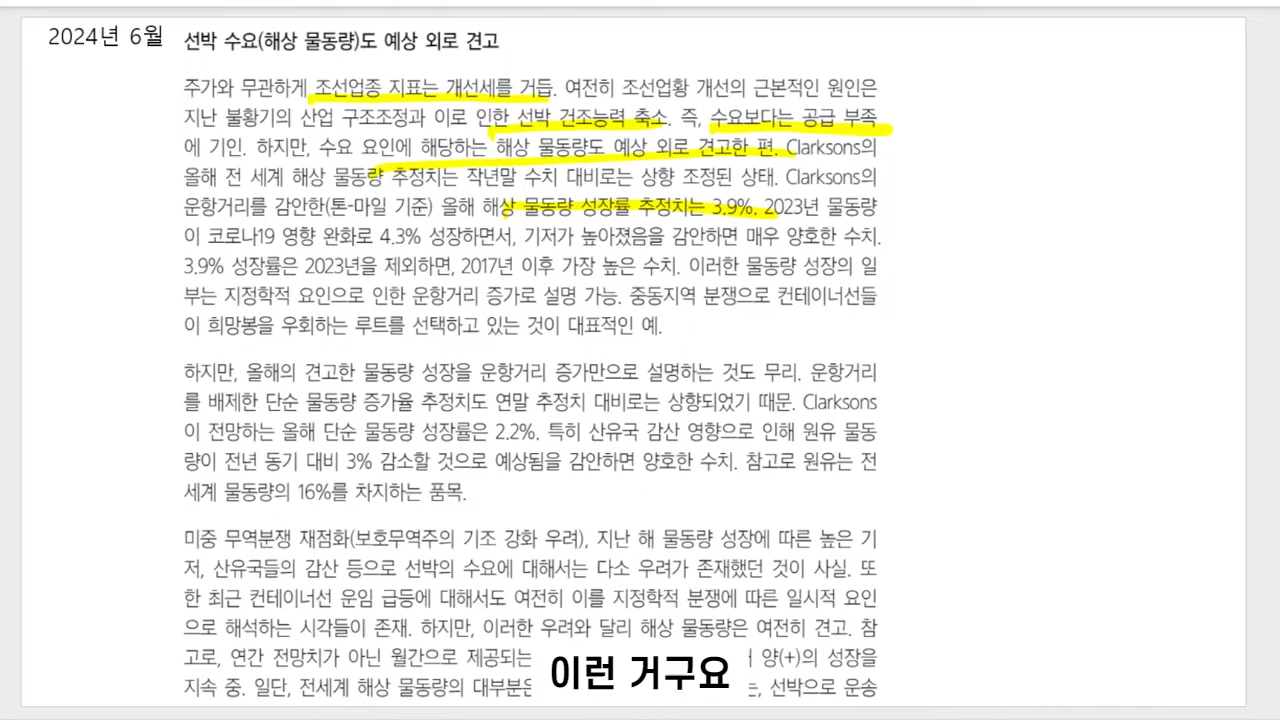 2024년 6월
선박 수요(해상 물동량)도 예상 외로 견고
주가와 무관하게 조선업종 지표는 개선세를 거듭. 여전히 조선업황 개선의 근본적인 원인은
지난 불황기의 산업 구조조정과 이로 인한 선박 건조능력 축소. 즉, 수요보다는 공급 부족
에 기인. 하지만, 수요 요인에 해당하는 해상 물동량도 예상 외로 견고한 편. Clarksons의
올해 전 세계 해상 물동량 추정치는 작년말 수치 대비로는 상향 조정된 상태. Clarksons의
운항거리를 감안한(톤-마일 기준) 올해 해상 물동량 성장률 추정치는 3.9%. 2023년 물동량
이 코로나19 영향 완화로 4.3% 성장하면서, 기저가 높아졌음을 감안하면 매우 양호한 수치.
3.9% 성장률은 2023년을 제외하면, 2017년 이후 가장 높은 수치. 이러한 물동량 성장의 일
부는 지정학적 요인으로 인한 운항거리 증가로 설명 가능. 중동지역 분쟁으로 컨테이너선들
이 희망봉을 우회하는 루트를 선택하고 있는 것이 대표적인 예.
하지만, 올해의 견고한 물동량 성장을 운항거리 증가만으로 설명하는 것도 무리. 운항거리
를 배제한 단순 물동량 증가율 추정치도 연말 추정치 대비로는 상향되었기 때문. Clarksons
이 전망하는 올해 단순 물동량 성장률은 2.2%. 특히 산유국 감산 영향으로 인해 원유 물동
량이 전년 동기 대비 3% 감소할 것으로 예상됨을 감안하면 양호한 수치. 참고로 원유는 전
세계 물동량의 16%를 차지하는 품목.
미중 무역분쟁 재점화(보호무역주의 기조 강화 우려), 지난 해 물동량 성장에 따른 높은 기
저, 산유국들의 감산 등으로 선박의 수요에 대해서는 다소 우려가 존재했던 것이 사실. 또
한 최근 컨테이너선 운임 급등에 대해서도 여전히 이를 지정학적 분쟁에 따른 일시적 요인
으로 해석하는 시각들이 존재. 하지만, 이러한 우려와 달리 해상 물동량은 여전히 견고. 참
고로, 연간 전망치가 아닌 월간으로 제공되는 양(+)의 성장을
지속 중. 일단, 전세계 해상 물동량의 대부분은 선박으로 운송
이런 거구요